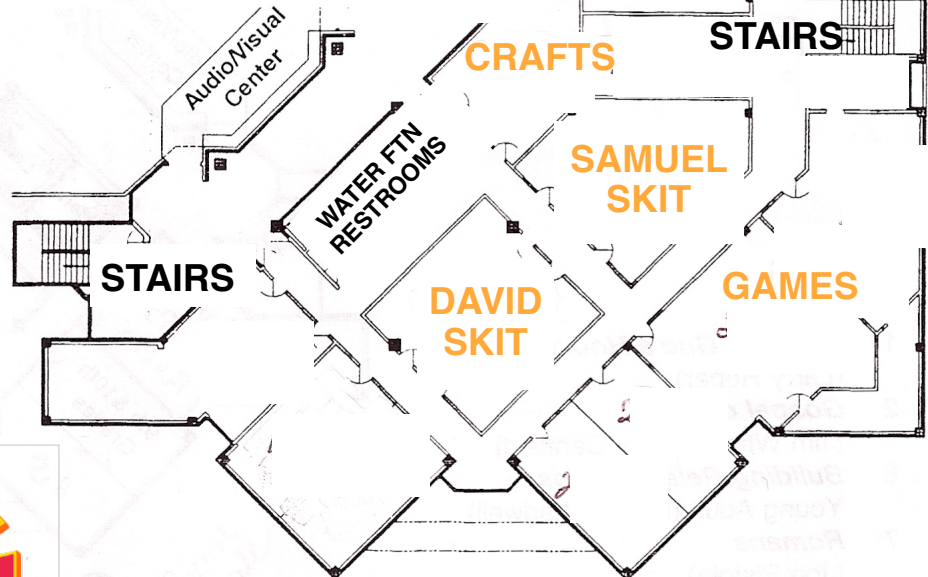 Audio/Visual
Center
CRAFTS
STAIRS
WATER FTN
RESTROOMS
SAMUEL
SKIT
STAIRS
DAVID
SKIT
GAMES